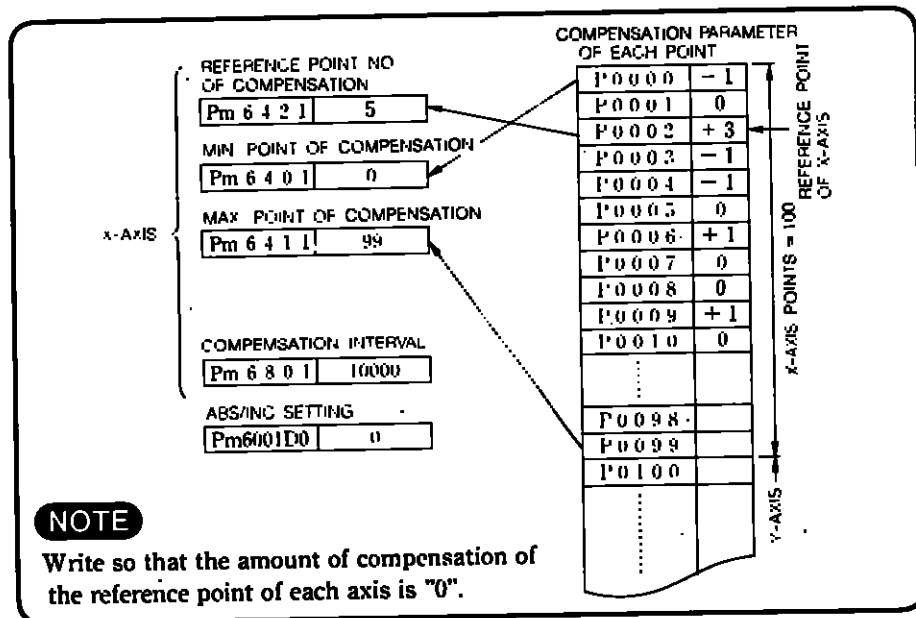 COMPENSATION PARAMETER
OF EACH POINT
REFERENCE POINT NO
OF COMPENSATION
Pm 6 4 2 1 5
MIN POINT OF COMPENSATION
Pm 6 4 0 1 0
MAX POINT OF COMPENSATION
Pm 6 4 1 1 99
X-AXIS
COMPEMSATION INTERVAL
Pm 6 8 0 1 10000
ABS/INC SETTING
Pm6001D0 0
P0000 −1
P0001 0
P0002 +3
P0003 −1
P0004 −1
P0005 0
P0006 +1
P0007 0
P0008 0
P0009 +1
P0010 0
P0098
P0099
P0100
REFERENCE POINT
OF X-AXIS
X-AXIS POINTS = 100
Y-AXIS
NOTE
Write so that the amount of compensation of
the reference point of each axis is "0".